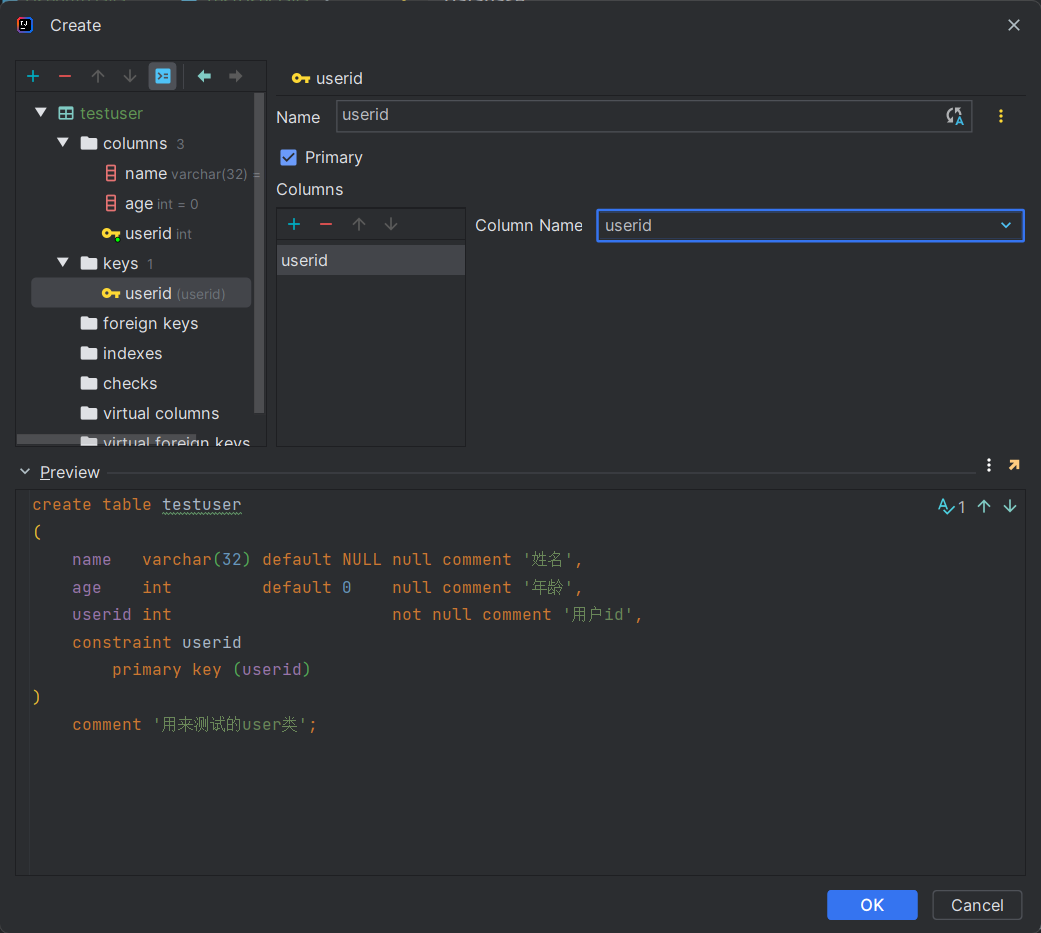 Create
testuser
columns 3
name varchar(32) =
age int = 0
userid int
keys 1
userid (userid)
foreign keys
indexes
checks
virtual columns
virtual foreign keys
userid
Name userid
Primary
Columns
Column Name userid
userid
Preview
create table testuser
(
name varchar(32) default NULL null comment '姓名',
age int default 0 null comment '年龄',
userid int not null comment '用户id',
constraint userid
primary key (userid)
)
comment '用来测试的user类';
1
OK Cancel